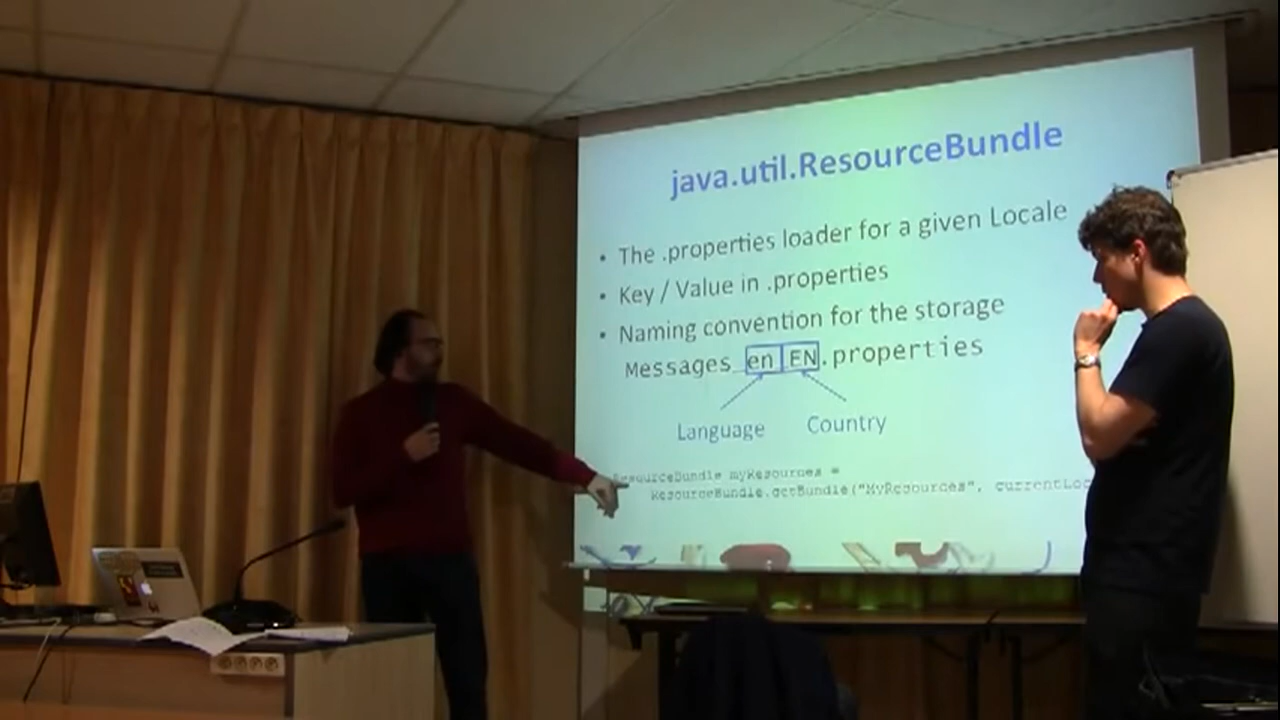 java.util.ResourceBundle
• The .properties loader for a given Locale
• Key / Value in .properties
• Naming convention for the storage
Messages_en_EN.properties
Language Country
ResourceBundle myResources =
ResourceBundle.getBundle("MyResources", currentLoc